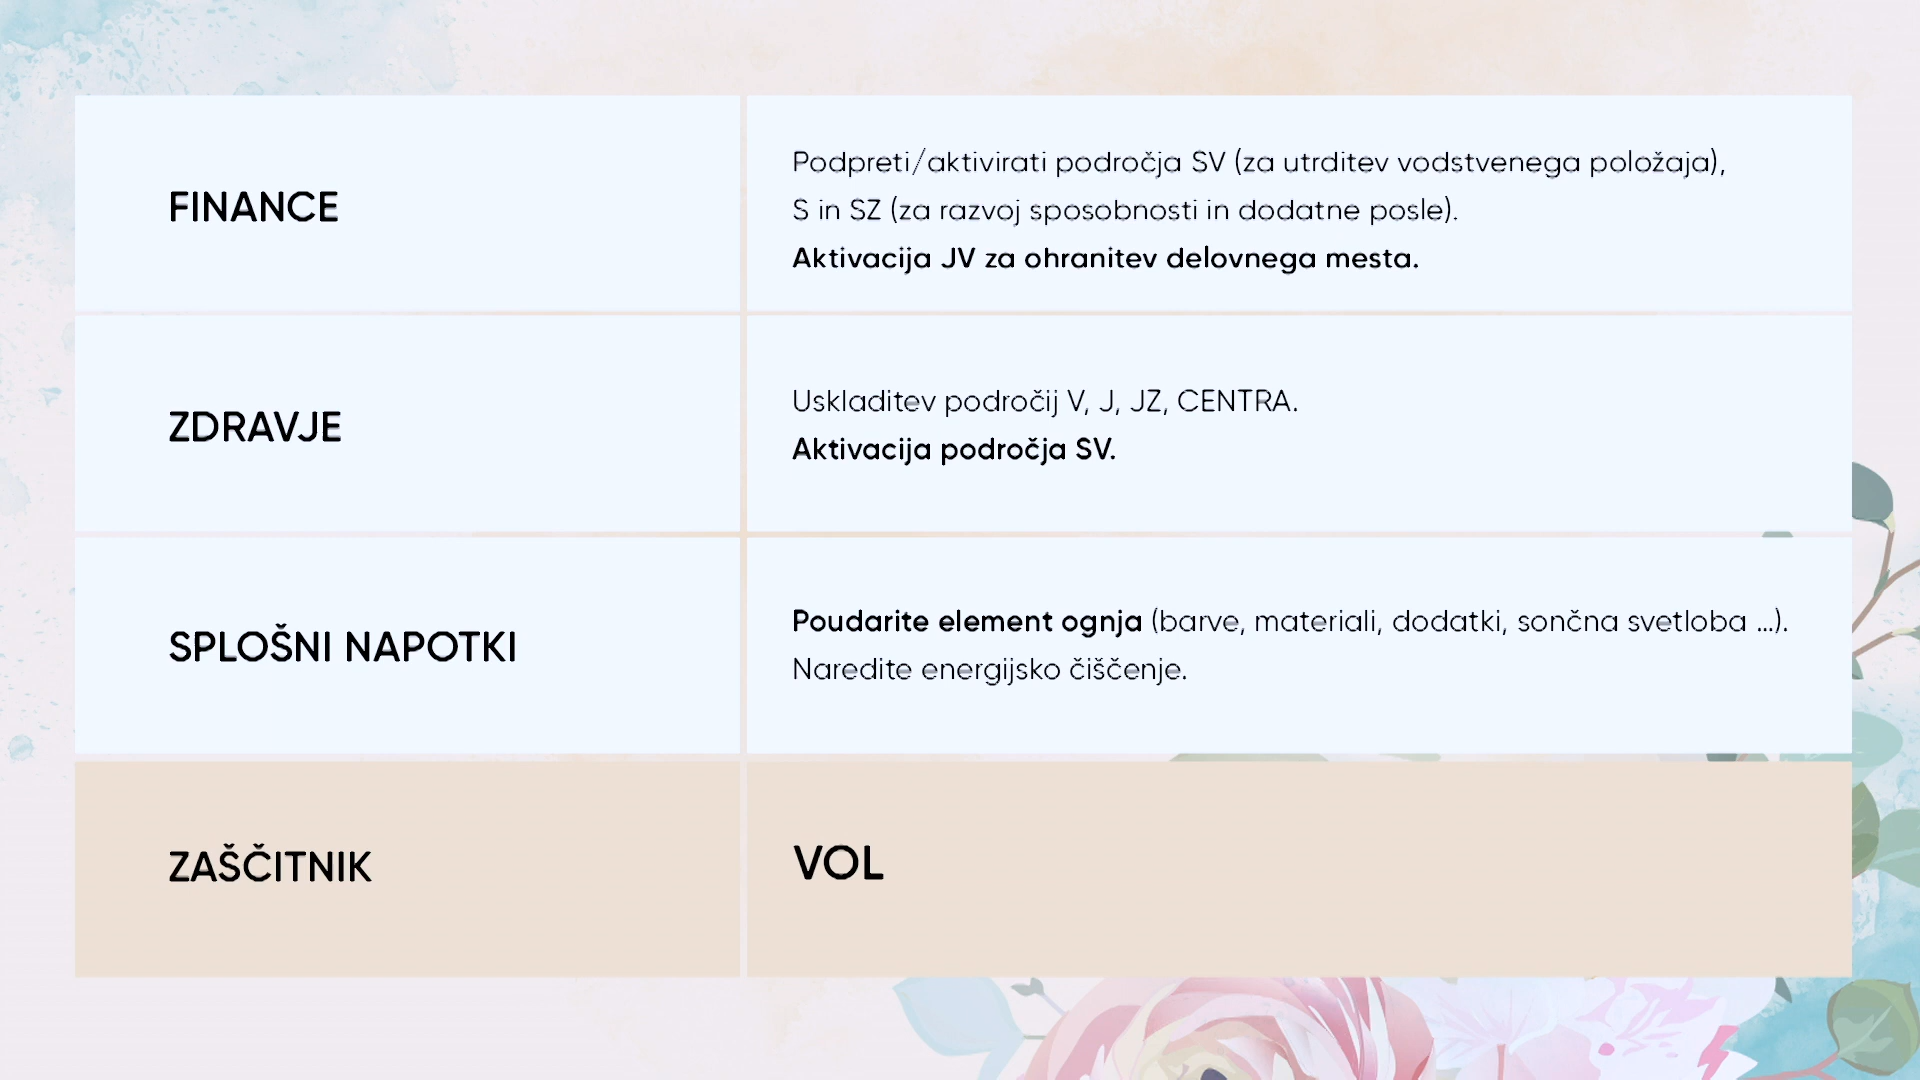 FINANCE
Podpreti/aktivirati področja SV (za utrditev vodstvenega položaja),
S in SZ (za razvoj sposobnosti in dodatne posle).
Aktivacija JV za ohranitev delovnega mesta.
ZDRAVJE
Uskladitev področij V, J, JZ, CENTRA.
Aktivacija področja SV.
SPLOŠNI NAPOTKI
Poudarite element ognja (barve, materiali, dodatki, sončna svetloba ...).
Naredite energijsko čiščenje.
ZAŠČITNIK
VOL